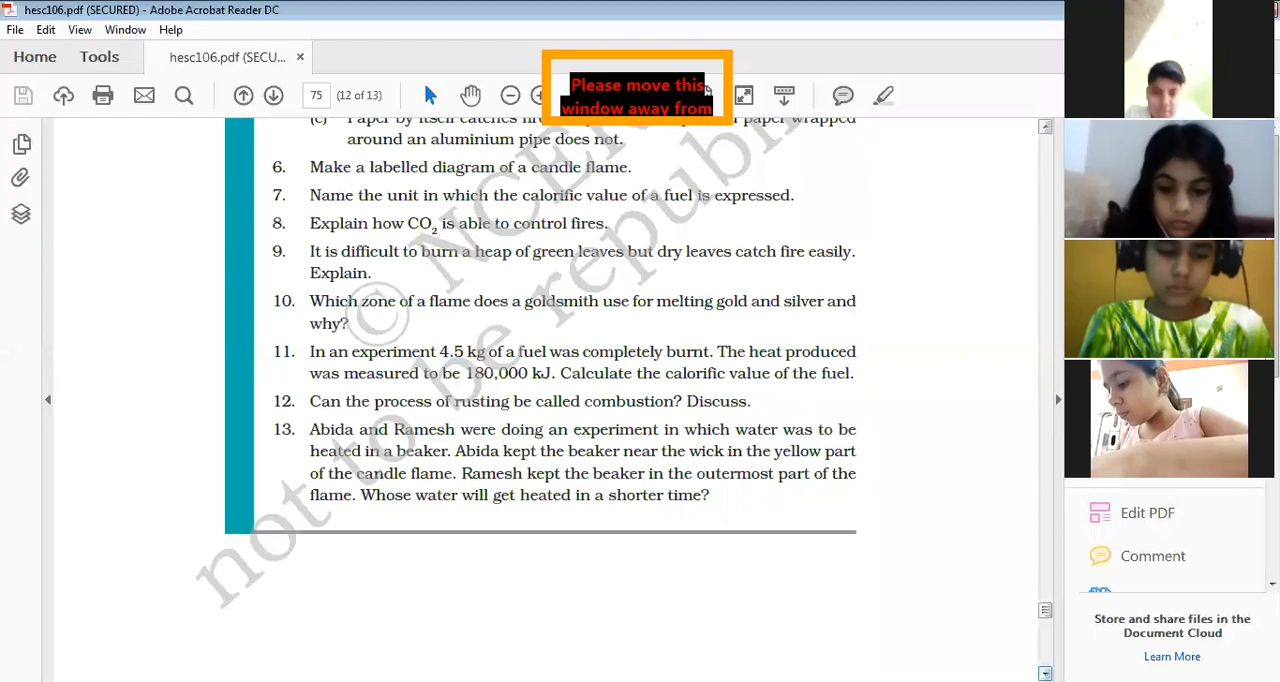 hesc106.pdf (SECURED) - Adobe Acrobat Reader DC
File Edit View Window Help
Home Tools hesc106.pdf (SECU... ×
75 (12 of 13)
Please move this
window away from
(c) Paper by itself catches paper wrapped
around an aluminium pipe does not.
6. Make a labelled diagram of a candle flame.
7. Name the unit in which the calorific value of a fuel is expressed.
8. Explain how CO2 is able to control fires.
9. It is difficult to burn a heap of green leaves but dry leaves catch fire easily.
Explain.
10. Which zone of a flame does a goldsmith use for melting gold and silver and
why?
11. In an experiment 4.5 kg of a fuel was completely burnt. The heat produced
was measured to be 180,000 kJ. Calculate the calorific value of the fuel.
12. Can the process of rusting be called combustion? Discuss.
13. Abida and Ramesh were doing an experiment in which water was to be
heated in a beaker. Abida kept the beaker near the wick in the yellow part
of the candle flame. Ramesh kept the beaker in the outermost part of the
flame. Whose water will get heated in a shorter time?
© NCER
not to be republi
Edit PDF
Comment
Store and share files in the
Document Cloud
Learn More